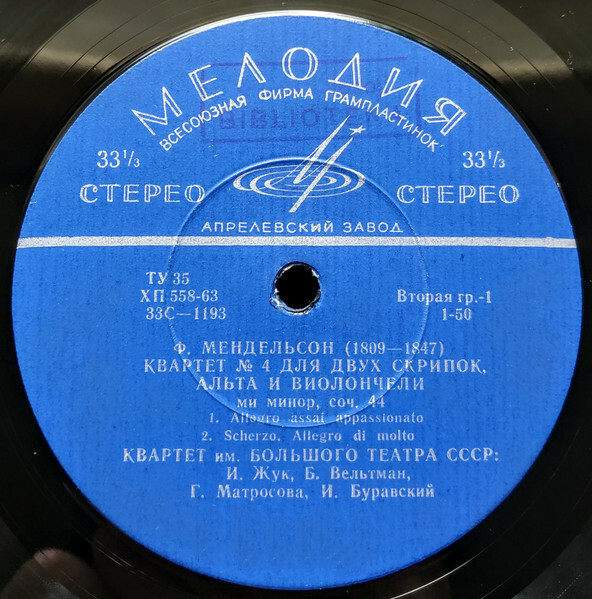 МЕЛОДИЯ
ВСЕСОЮЗНАЯ ФИРМА ГРАМПЛАСТИНОК
33⅓ 33⅓
СТЕРЕО СТЕРЕО
АПРЕЛЕВСКИЙ ЗАВОД
ТУ 35
ХП 558-63 Вторая гр.-1
33С—1193 1-50
Ф. МЕНДЕЛЬСОН (1809—1847)
КВАРТЕТ № 4 ДЛЯ ДВУХ СКРИПОК,
АЛЬТА И ВИОЛОНЧЕЛИ
ми минор, соч. 44
1. Allegro assai appassionato
2. Scherzo. Allegro di molto
КВАРТЕТ им. БОЛЬШОГО ТЕАТРА СССР:
И. Жук, Б. Вельтман,
Г. Матросова, И. Буравский